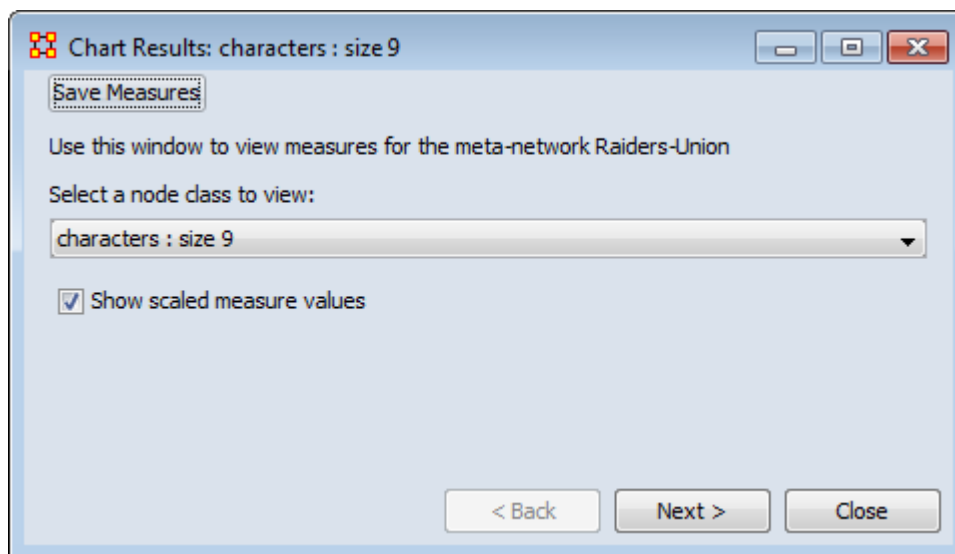 Chart Results: characters : size 9
Save Measures
Use this window to view measures for the meta-network Raiders-Union
Select a node class to view:
characters : size 9
Show scaled measure values
< Back Next > Close